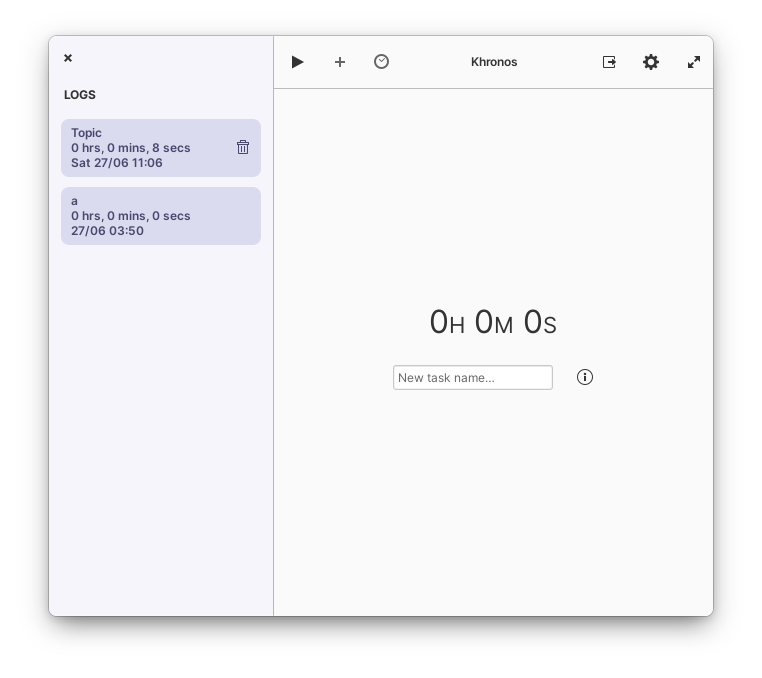 Khronos
LOGS
Topic
0 hrs, 0 mins, 8 secs
Sat 27/06 11:06
a
0 hrs, 0 mins, 0 secs
27/06 03:50
0H 0M 0S
New task name...